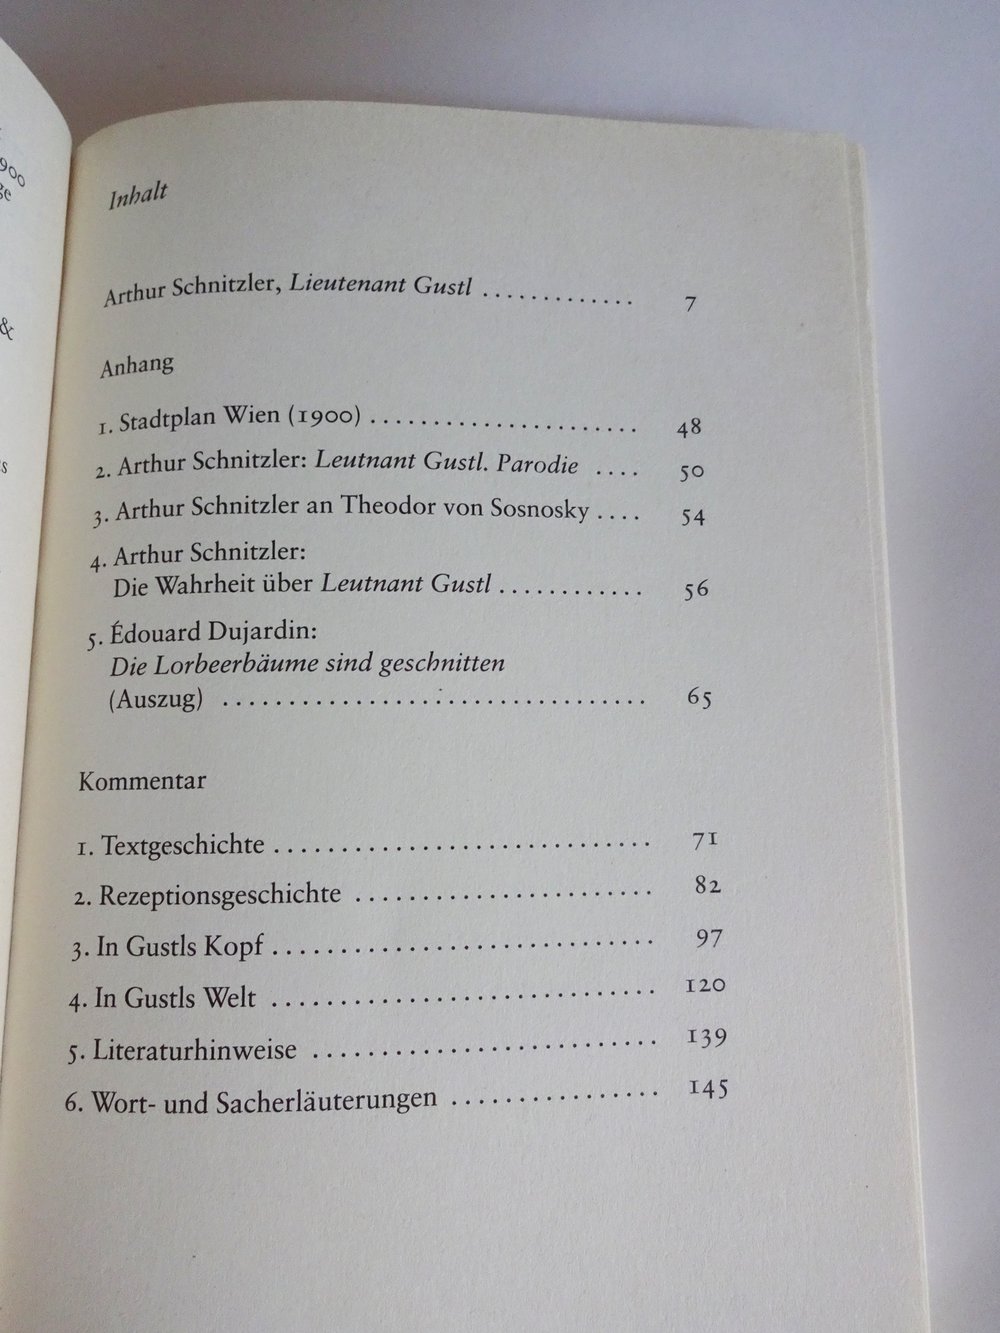 900
ge
&
s
Inhalt
Arthur Schnitzler, Lieutenant Gustl ............. 7
Anhang
1. Stadtplan Wien (1900) ...................... 48
2. Arthur Schnitzler: Leutnant Gustl. Parodie .... 50
3. Arthur Schnitzler an Theodor von Sosnosky .... 54
4. Arthur Schnitzler:
Die Wahrheit über Leutnant Gustl ............ 56
5. Édouard Dujardin:
Die Lorbeerbäume sind geschnitten
(Auszug) ................................. 65
Kommentar
1. Textgeschichte ............................... 71
2. Rezeptionsgeschichte ........................ 82
3. In Gustls Kopf ................................ 97
4. In Gustls Welt ................................ 120
5. Literaturhinweise ............................ 139
6. Wort- und Sacherläuterungen ................ 145